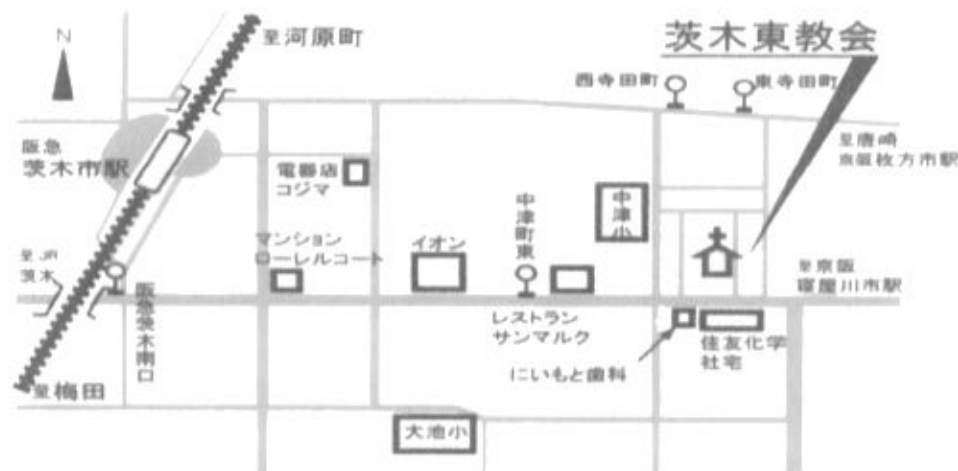 N
至河原町
茨木東教会
西寺田町
東寺田町
阪急
茨木市駅
電器店
コジマ
中津小
至唐崎
京阪枚方市駅
中津町東
マンション
ローレルコート
イオン
至JR
茨木
至京阪
寝屋川市駅
阪急茨木南口
レストラン
サンマルク
住友化学
社宅
にいもと歯科
至梅田
大池小